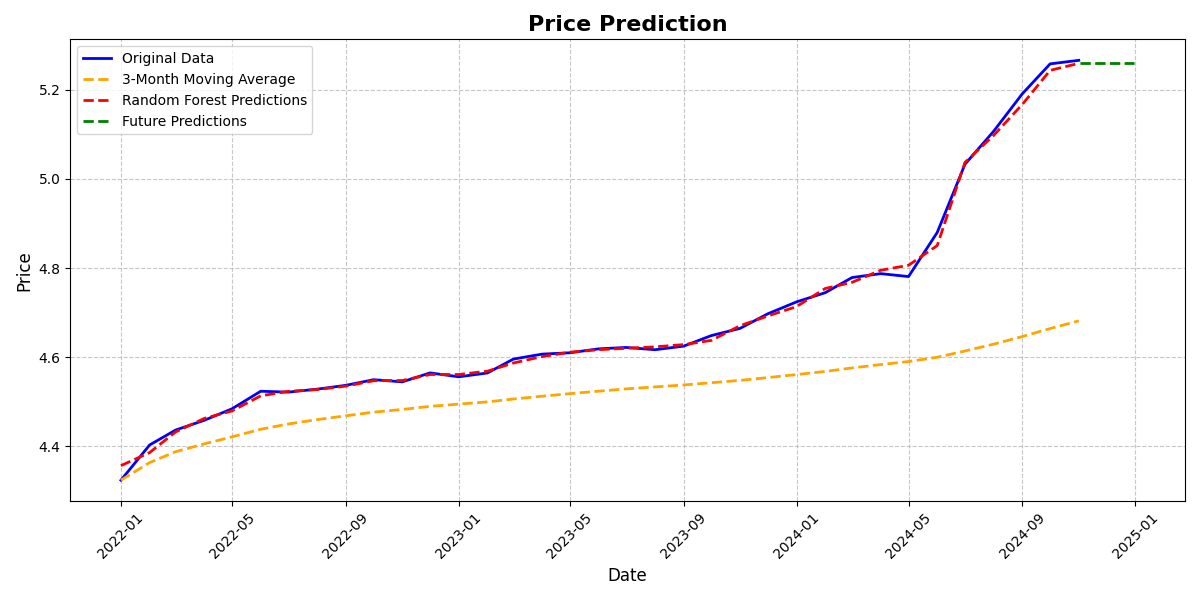 Price Prediction
Original Data
3-Month Moving Average
Random Forest Predictions
Future Predictions
Price
5.2
5.0
4.8
4.6
4.4
2022-01
2022-05
2022-09
2023-01
2023-05
2023-09
2024-01
2024-05
2024-09
2025-01
Date